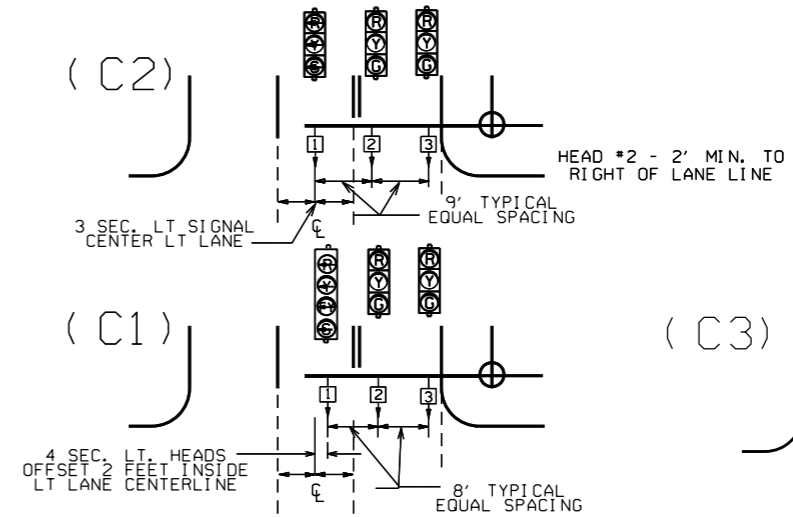 R R R
Y Y Y
G G G
( C2 )
1 2 3
HEAD #2 - 2' MIN. TO
RIGHT OF LANE LINE
9' TYPICAL
EQUAL SPACING
3 SEC. LT SIGNAL
CENTER LT LANE
℄
R R R
Y Y Y
FY G G
G
( C1 )
( C3 )
1 2 3
4 SEC. LT. HEADS
OFFSET 2 FEET INSIDE
LT LANE CENTERLINE
℄
8' TYPICAL
EQUAL SPACING